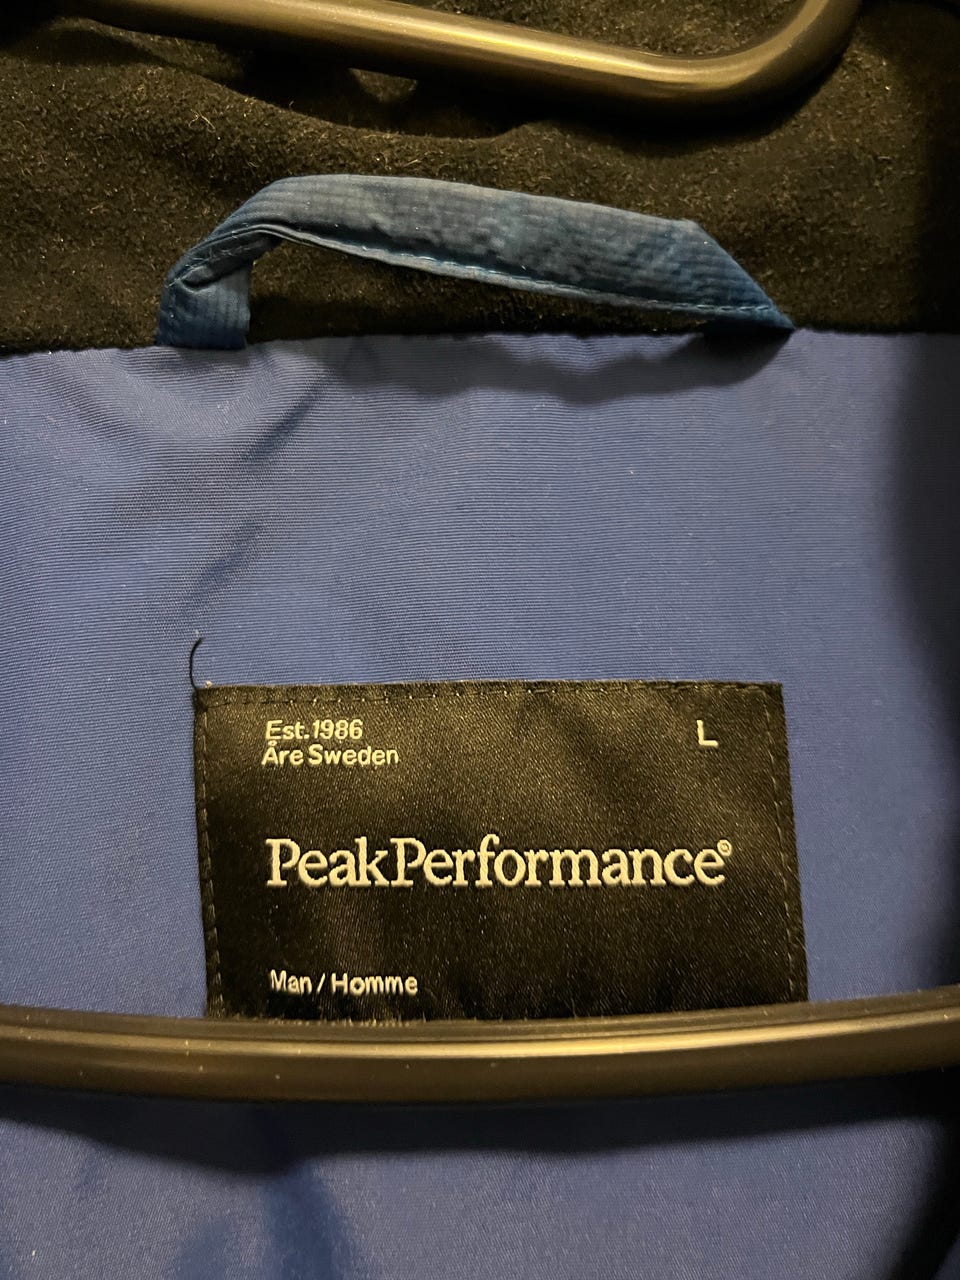 Est.1986
Åre Sweden
L
PeakPerformance®
Man / Homme